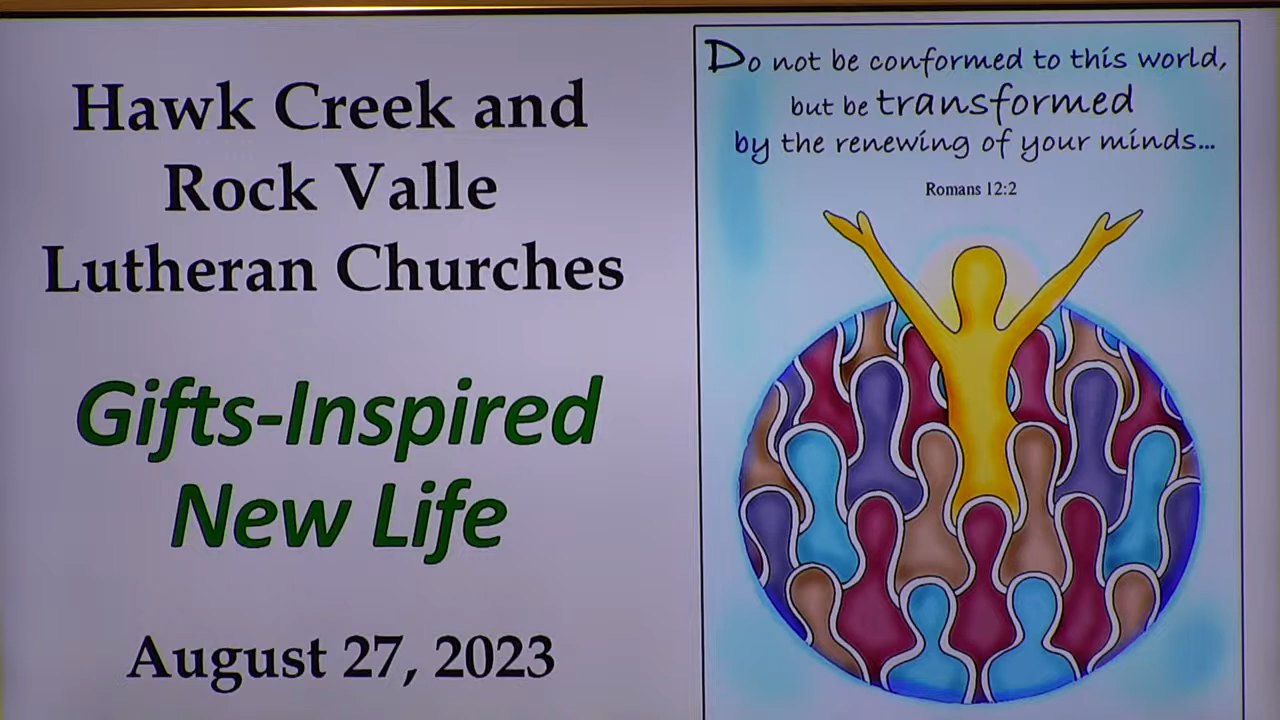 Hawk Creek and
Rock Valle
Lutheran Churches
Gifts-Inspired
New Life
August 27, 2023
Do not be conformed to this world,
but be transformed
by the renewing of your minds...
Romans 12:2